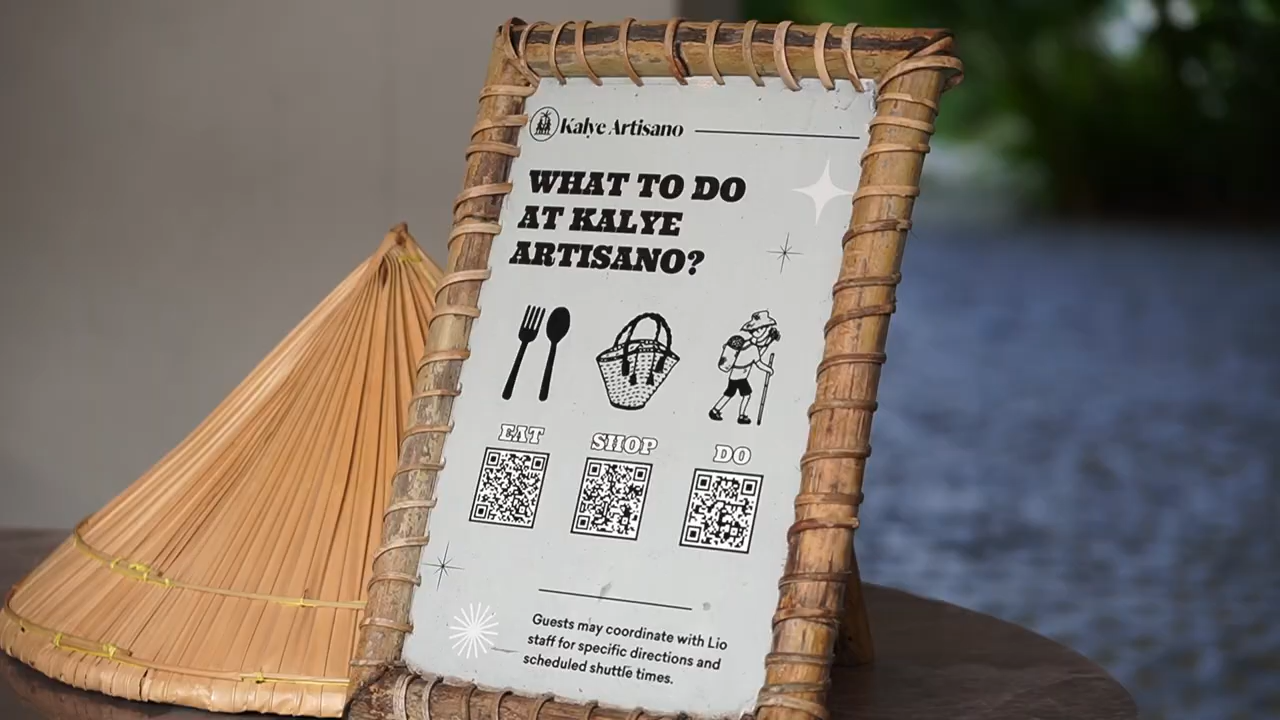 Kalye Artisano
WHAT TO DO
AT KALYE
ARTISANO?
EAT
SHOP
DO
Guests may coordinate with Lio
staff for specific directions and
scheduled shuttle times.